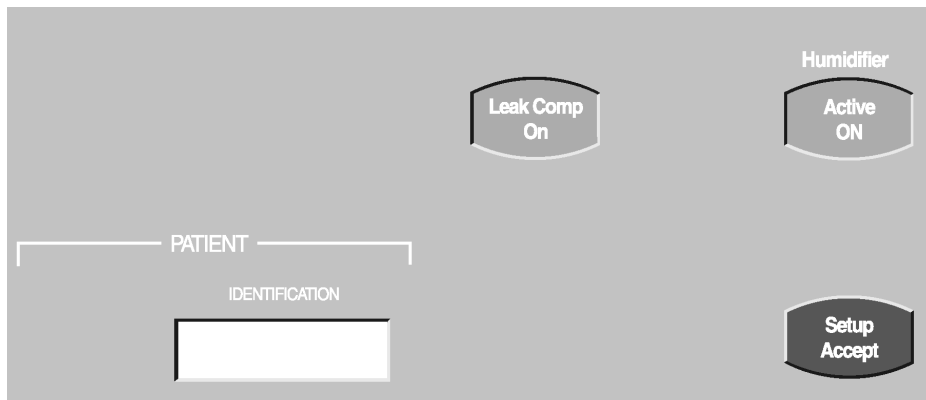 Humidifier
Leak Comp
On
Active
ON
PATIENT
IDENTIFICATION
Setup
Accept